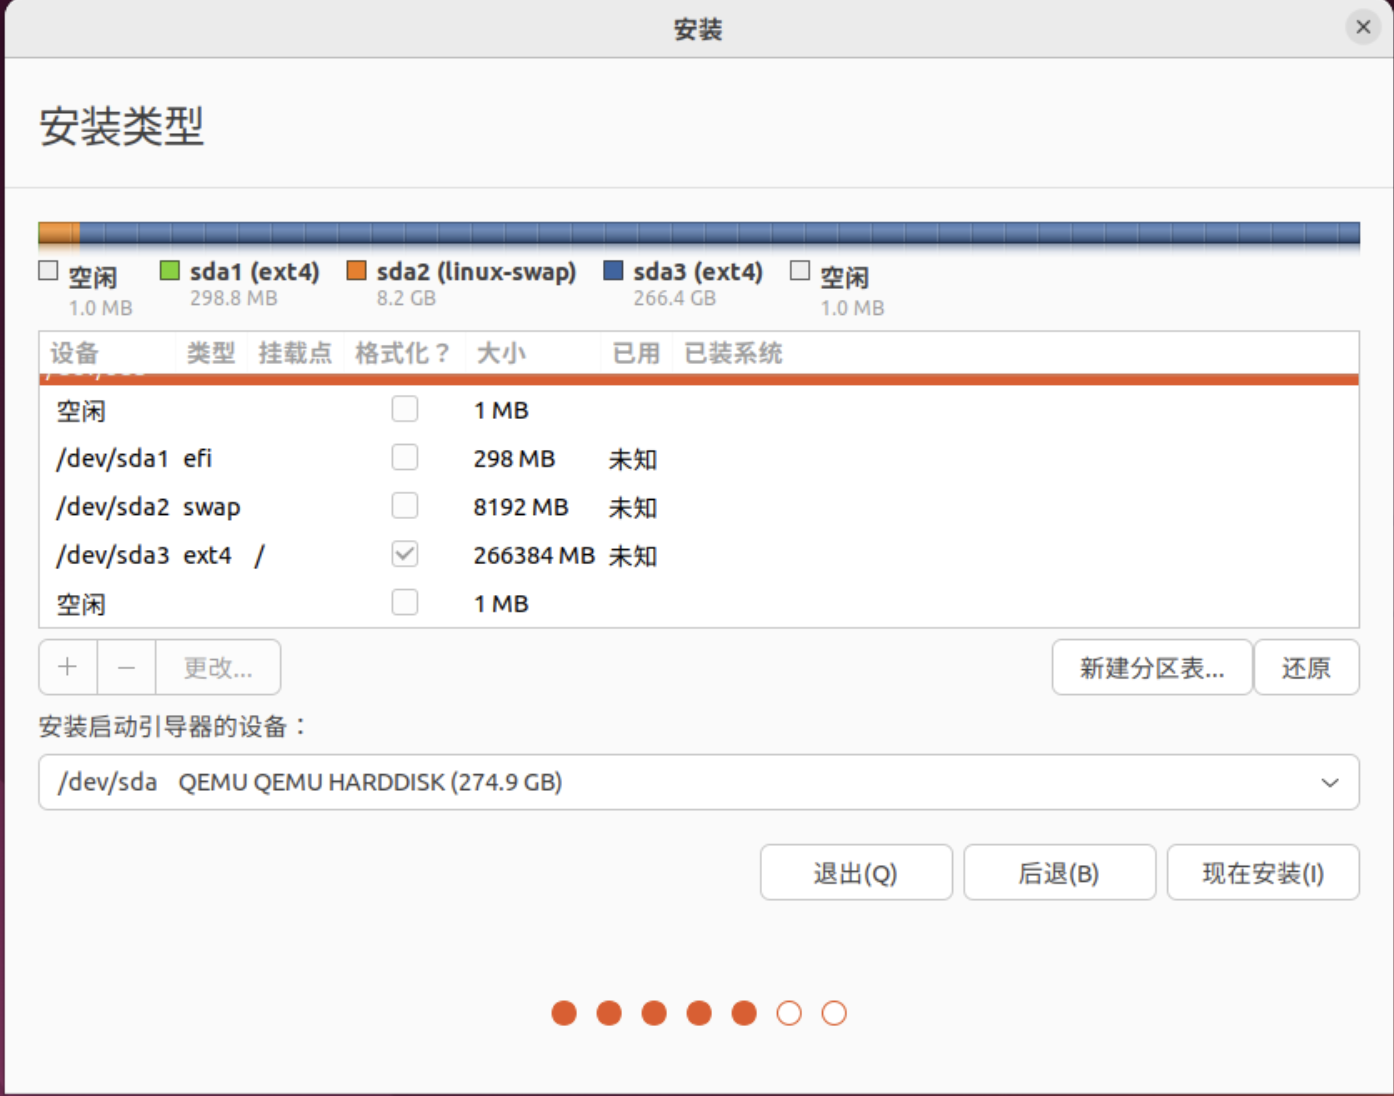 安装
安装类型
空闲 sda1 (ext4) sda2 (linux-swap) sda3 (ext4) 空闲
1.0 MB 298.8 MB 8.2 GB 266.4 GB 1.0 MB
设备 类型 挂载点 格式化？ 大小 已用 已装系统
空闲 1 MB
/dev/sda1 efi 298 MB 未知
/dev/sda2 swap 8192 MB 未知
/dev/sda3 ext4 / 266384 MB 未知
空闲 1 MB
+ − 更改... 新建分区表... 还原
安装启动引导器的设备：
/dev/sda QEMU QEMU HARDDISK (274.9 GB)
退出(Q) 后退(B) 现在安装(I)